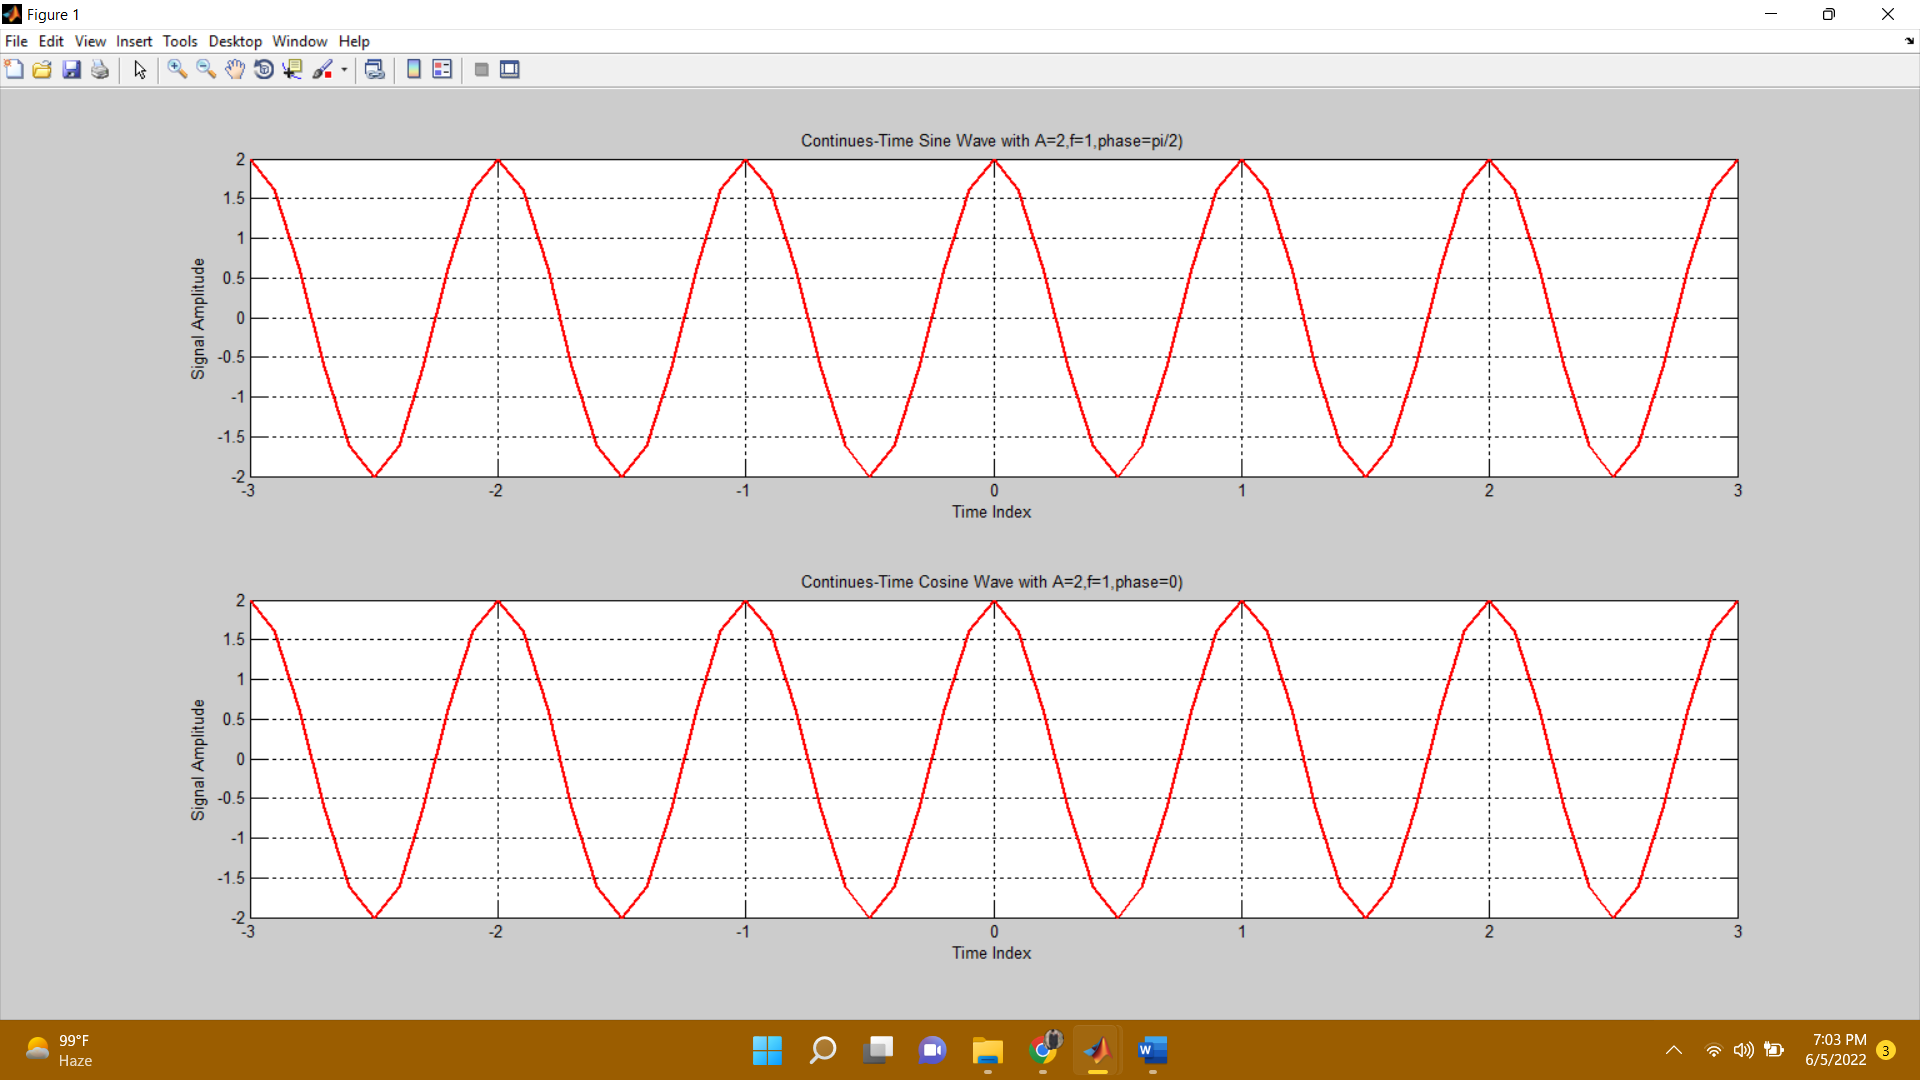 Figure 1
File Edit View Insert Tools Desktop Window Help
Continues-Time Sine Wave with A=2,f=1,phase=pi/2)
2
1.5
1
0.5
0
-0.5
-1
-1.5
-2
Signal Amplitude
-3 -2 -1 0 1 2 3
Time Index
Continues-Time Cosine Wave with A=2,f=1,phase=0)
2
1.5
1
0.5
0
-0.5
-1
-1.5
-2
Signal Amplitude
-3 -2 -1 0 1 2 3
Time Index
99°F
Haze
W
7:03 PM
6/5/2022
3